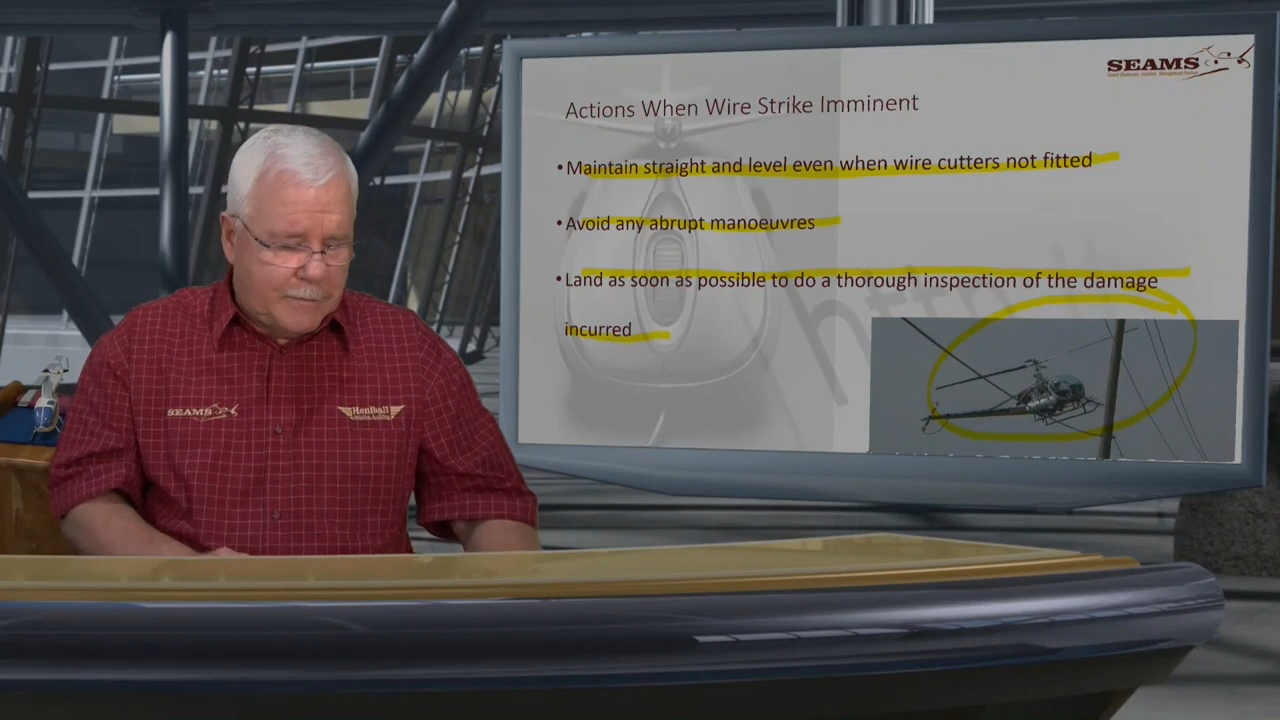 SEAMS
Actions When Wire Strike Imminent
•Maintain straight and level even when wire cutters not fitted
•Avoid any abrupt manoeuvres
•Land as soon as possible to do a thorough inspection of the damage
incurred
SEAMS